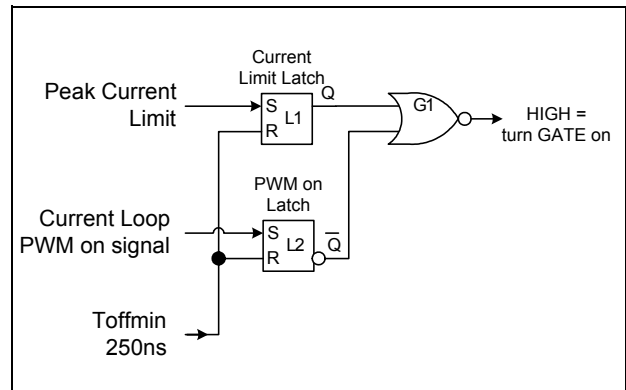 Current
Limit Latch
Peak Current
Limit
S
R
L1
Q
G1
HIGH =
turn GATE on
PWM on
Latch
Current Loop
PWM on signal
S
R
L2
Q̅
Toffmin
250ns